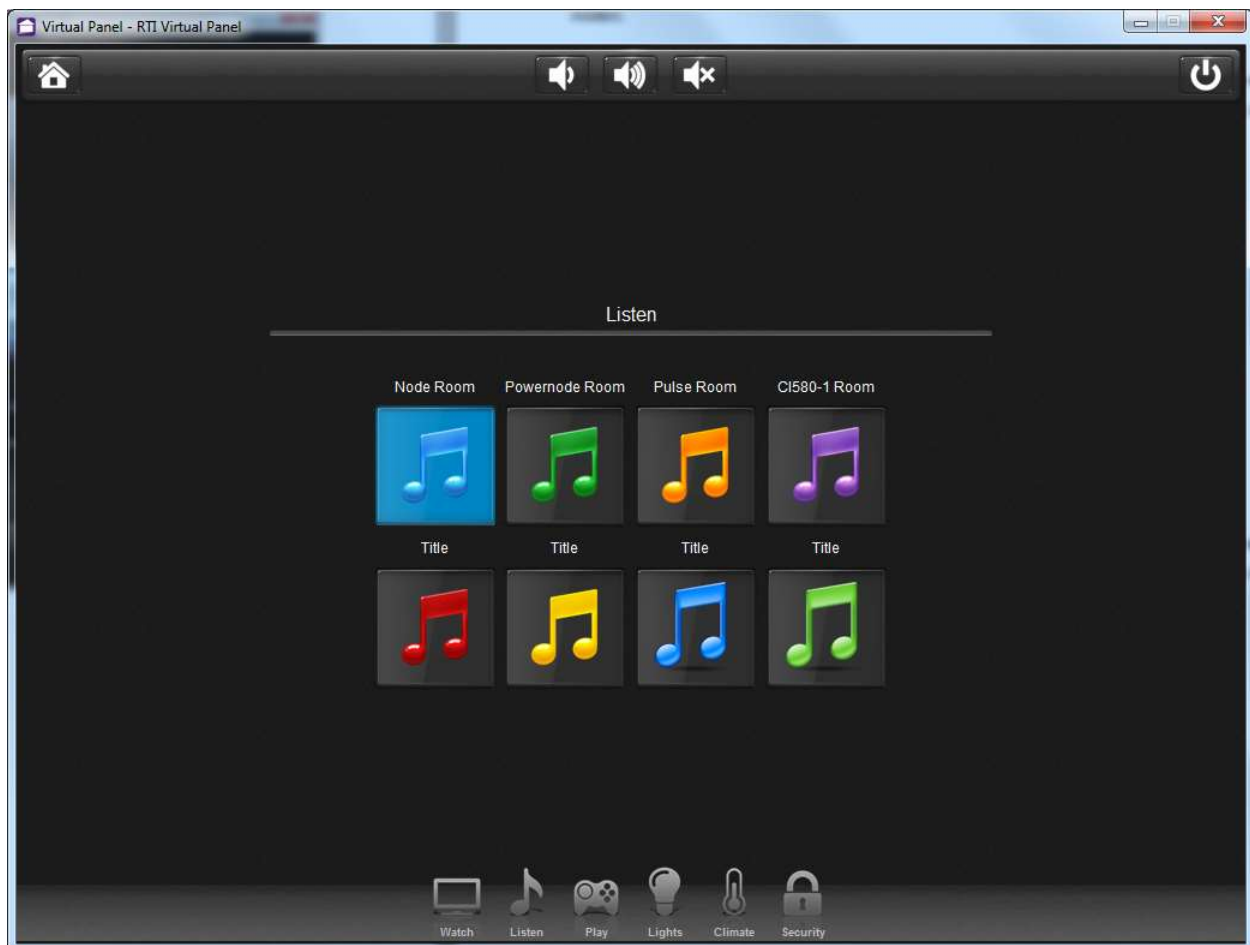 Virtual Panel - RTI Virtual Panel
Listen
Node Room Powernode Room Pulse Room CI580-1 Room
Title Title Title Title
Watch Listen Play Lights Climate Security